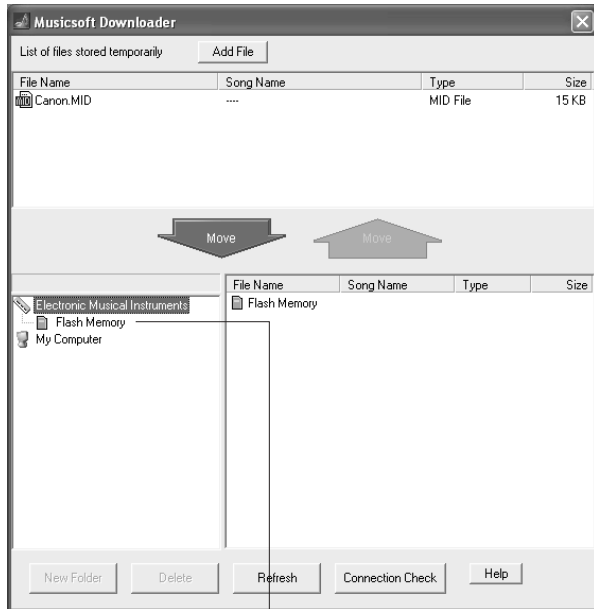 Musicsoft Downloader
List of files stored temporarily Add File
File Name Song Name Type Size
Canon.MID ---- MID File 15 KB
Move Move
File Name Song Name Type Size
Electronic Musical Instruments Flash Memory
Flash Memory
My Computer
New Folder Delete Refresh Connection Check Help